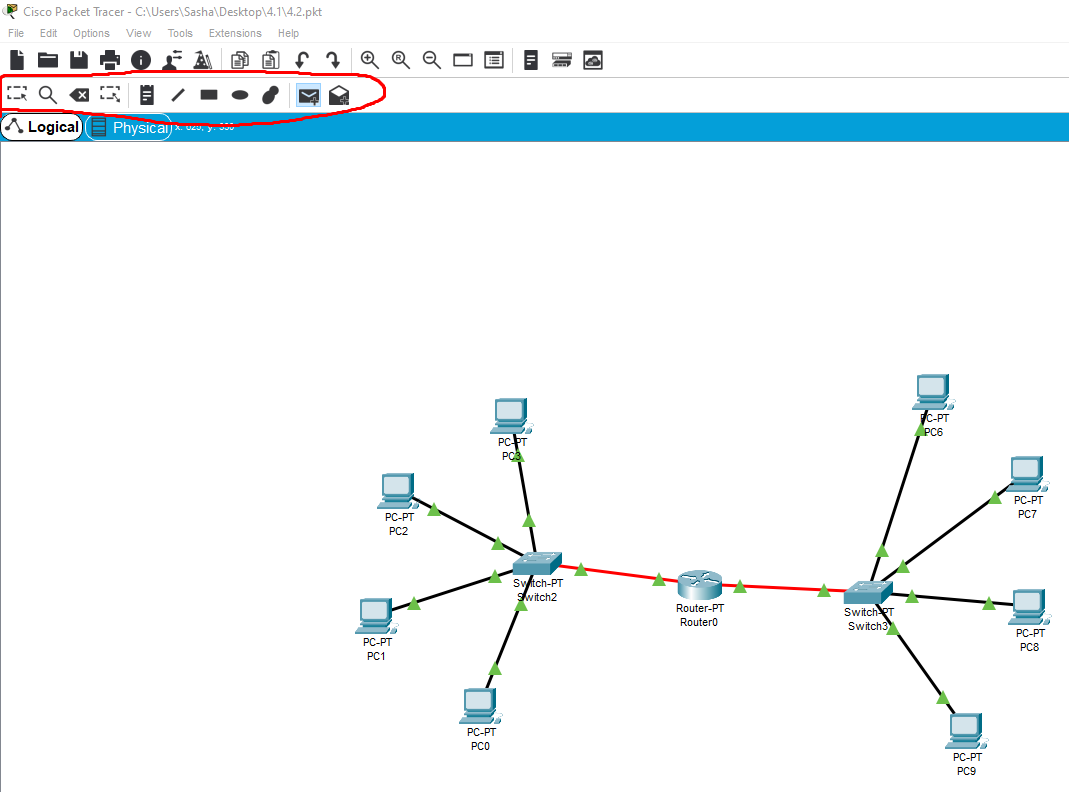 Cisco Packet Tracer - C:\Users\Sasha\Desktop\4.1\4.2.pkt
File Edit Options View Tools Extensions Help
Logical Physical x: 625, y: 350
PC-PT
PC6
PC-PT
PC3
PC-PT
PC7
PC-PT
PC2
Switch-PT
Switch2
Router-PT
Router0
Switch-PT
Switch3
PC-PT
PC8
PC-PT
PC1
PC-PT
PC0
PC-PT
PC9